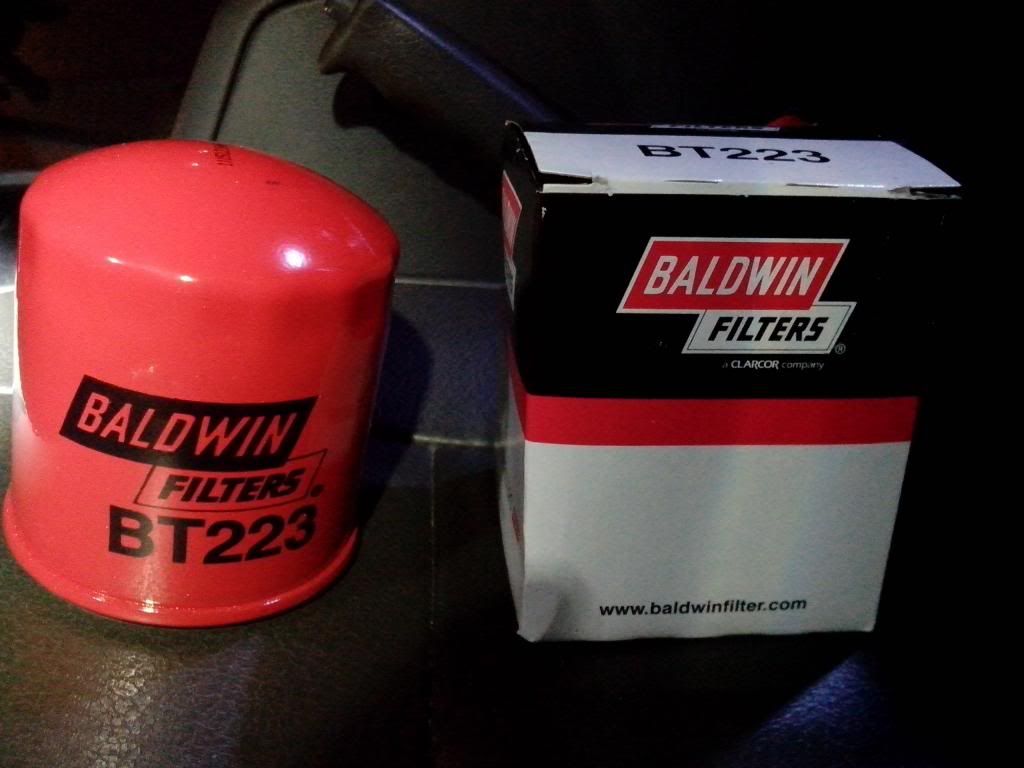 BALDWIN
FILTERS
BT223
BT223
BALDWIN
FILTERS®
a CLARCOR company
www.baldwinfilter.com